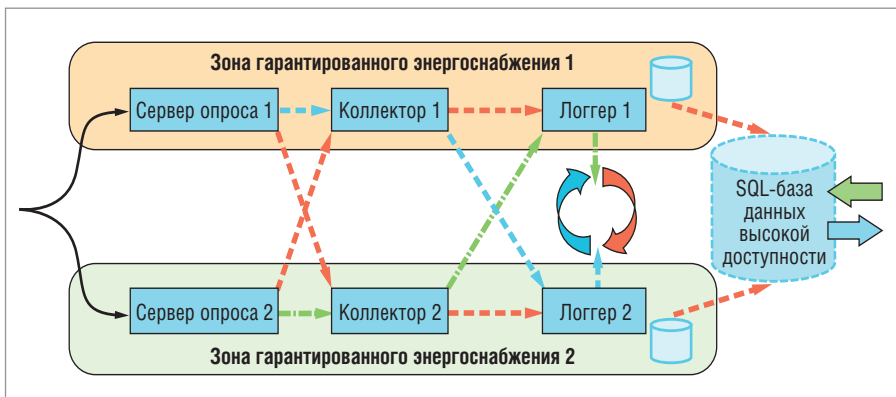 Зона гарантированного энергоснабжения 1
Сервер опроса 1
Коллектор 1
Логгер 1
SQL-база
данных
высокой
доступности
Сервер опроса 2
Коллектор 2
Логгер 2
Зона гарантированного энергоснабжения 2